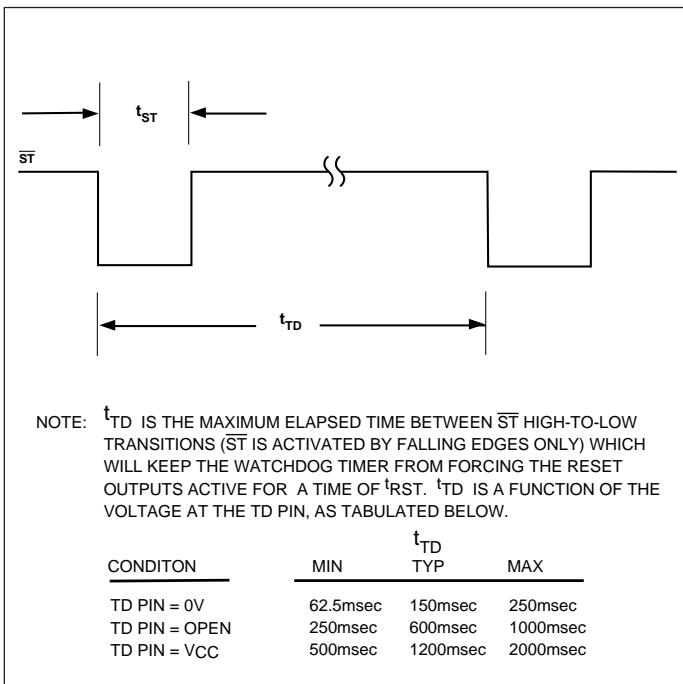 tST
S̅T̅
tTD
NOTE: tTD IS THE MAXIMUM ELAPSED TIME BETWEEN S̅T̅ HIGH-TO-LOW
TRANSITIONS (S̅T̅ IS ACTIVATED BY FALLING EDGES ONLY) WHICH
WILL KEEP THE WATCHDOG TIMER FROM FORCING THE RESET
OUTPUTS ACTIVE FOR A TIME OF tRST. tTD IS A FUNCTION OF THE
VOLTAGE AT THE TD PIN, AS TABULATED BELOW.
tTD
CONDITON MIN TYP MAX
TD PIN = 0V 62.5msec 150msec 250msec
TD PIN = OPEN 250msec 600msec 1000msec
TD PIN = VCC 500msec 1200msec 2000msec